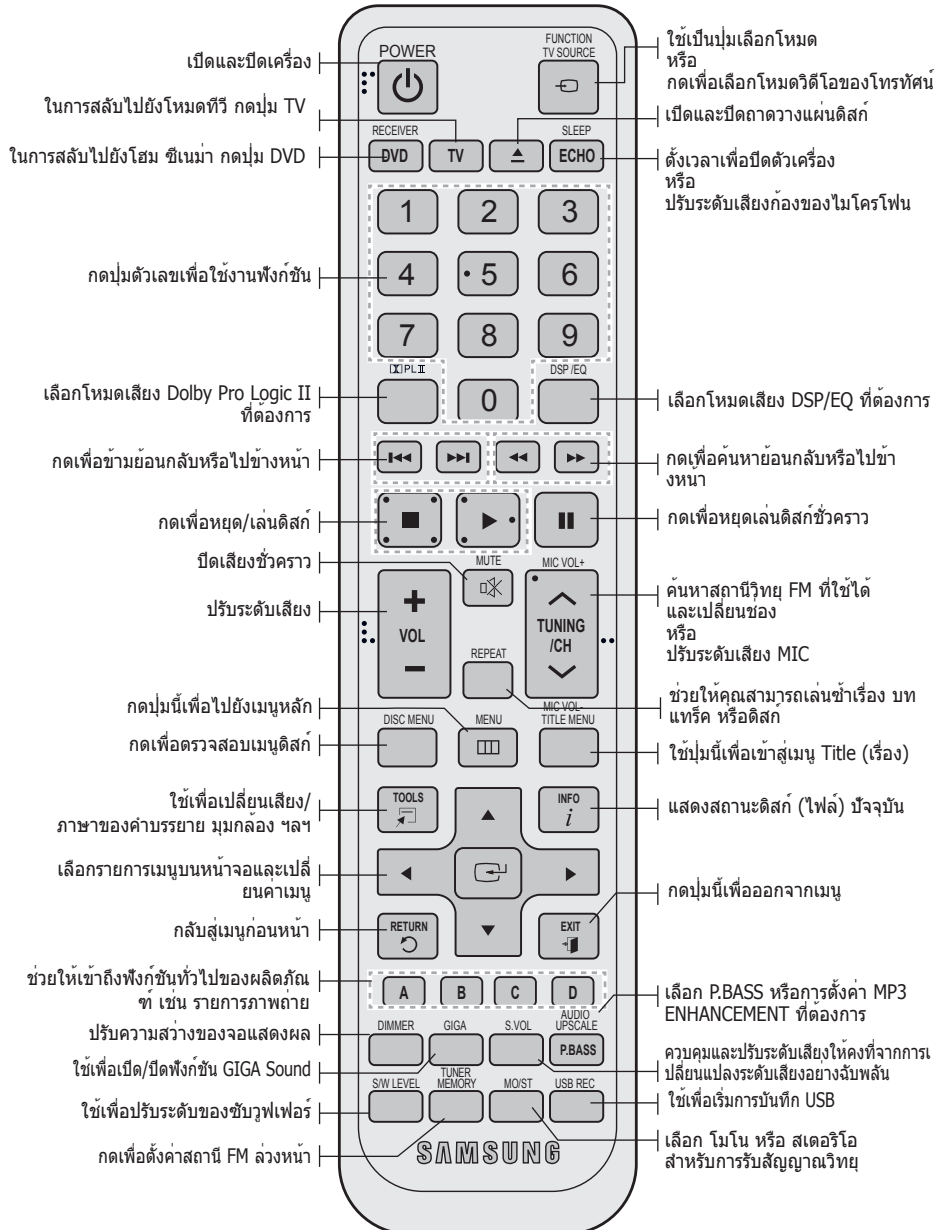 เปิดและปิดเครื่อง
ในการสลับไปยังโหมดทีวี กดปุ่ม TV
ในการสลับไปยังโฮม ซีเนม่า กดปุ่ม DVD
กดปุ่มตัวเลขเพื่อใช้งานฟังก์ชัน
เลือกโหมดเสียง Dolby Pro Logic II
ที่ต้องการ
กดเพื่อข้ามย้อนกลับหรือไปข้างหน้า
กดเพื่อหยุด/เล่นดิสก์
ปิดเสียงชั่วคราว
ปรับระดับเสียง
กดปุ่มนี้เพื่อไปยังเมนูหลัก
กดเพื่อตรวจสอบเมนูดิสก์
ใช้เพื่อเปลี่ยนเสียง/
ภาษาของคำบรรยาย มุมกล้อง ฯลฯ
เลือกรายการเมนูบนหน้าจอและเปลี่
ยนค่าเมนู
กลับสู่เมนูก่อนหน้า
ช่วยให้เข้าถึงฟังก์ชันทั่วไปของผลิตภัณ
ฑ์ เช่น รายการภาพถ่าย
ปรับความสว่างของจอแสดงผล
ใช้เพื่อเปิด/ปิดฟังก์ชัน GIGA Sound
ใช้เพื่อปรับระดับของซับวูฟเฟอร์
กดเพื่อตั้งค่าสถานี FM ล่วงหน้า
POWER
FUNCTION
TV SOURCE
RECEIVER
SLEEP
DVD
TV
ECHO
1
2
3
4
5
6
7
8
9
PL II
DSP /EQ
0
MUTE
MIC VOL+
+
VOL
−
TUNING
/CH
REPEAT
MIC VOL-
DISC MENU
MENU
TITLE MENU
TOOLS
INFO
i
RETURN
EXIT
A
B
C
D
DIMMER
GIGA
S.VOL
AUDIO
UPSCALE
P.BASS
S/W LEVEL
TUNER
MEMORY
MO/ST
USB REC
SAMSUNG
ใช้เป็นปุ่มเลือกโหมด
หรือ
กดเพื่อเลือกโหมดวิดีโอของโทรทัศน์
เปิดและปิดถาดวางแผ่นดิสก์
ตั้งเวลาเพื่อปิดตัวเครื่อง
หรือ
ปรับระดับเสียงก้องของไมโครโฟน
เลือกโหมดเสียง DSP/EQ ที่ต้องการ
กดเพื่อค้นหาย้อนกลับหรือไปข้า
งหน้า
กดเพื่อหยุดเล่นดิสก์ชั่วคราว
ค้นหาสถานีวิทยุ FM ที่ใช้ได้
และเปลี่ยนช่อง
หรือ
ปรับระดับเสียง MIC
ช่วยให้คุณสามารถเล่นซ้ำเรื่อง บท
แทร็ค หรือดิสก์
ใช้ปุ่มนี้เพื่อเข้าสู่เมนู Title (เรื่อง)
แสดงสถานะดิสก์ (ไฟล์) ปัจจุบัน
กดปุ่มนี้เพื่อออกจากเมนู
เลือก P.BASS หรือการตั้งค่า MP3
ENHANCEMENT ที่ต้องการ
ควบคุมและปรับระดับเสียงให้คงที่จากการเ
ปลี่ยนแปลงระดับเสียงอย่างฉับพลัน
ใช้เพื่อเริ่มการบันทึก USB
เลือก โมโน หรือ สเตอริโอ
สำหรับการรับสัญญาณวิทยุ